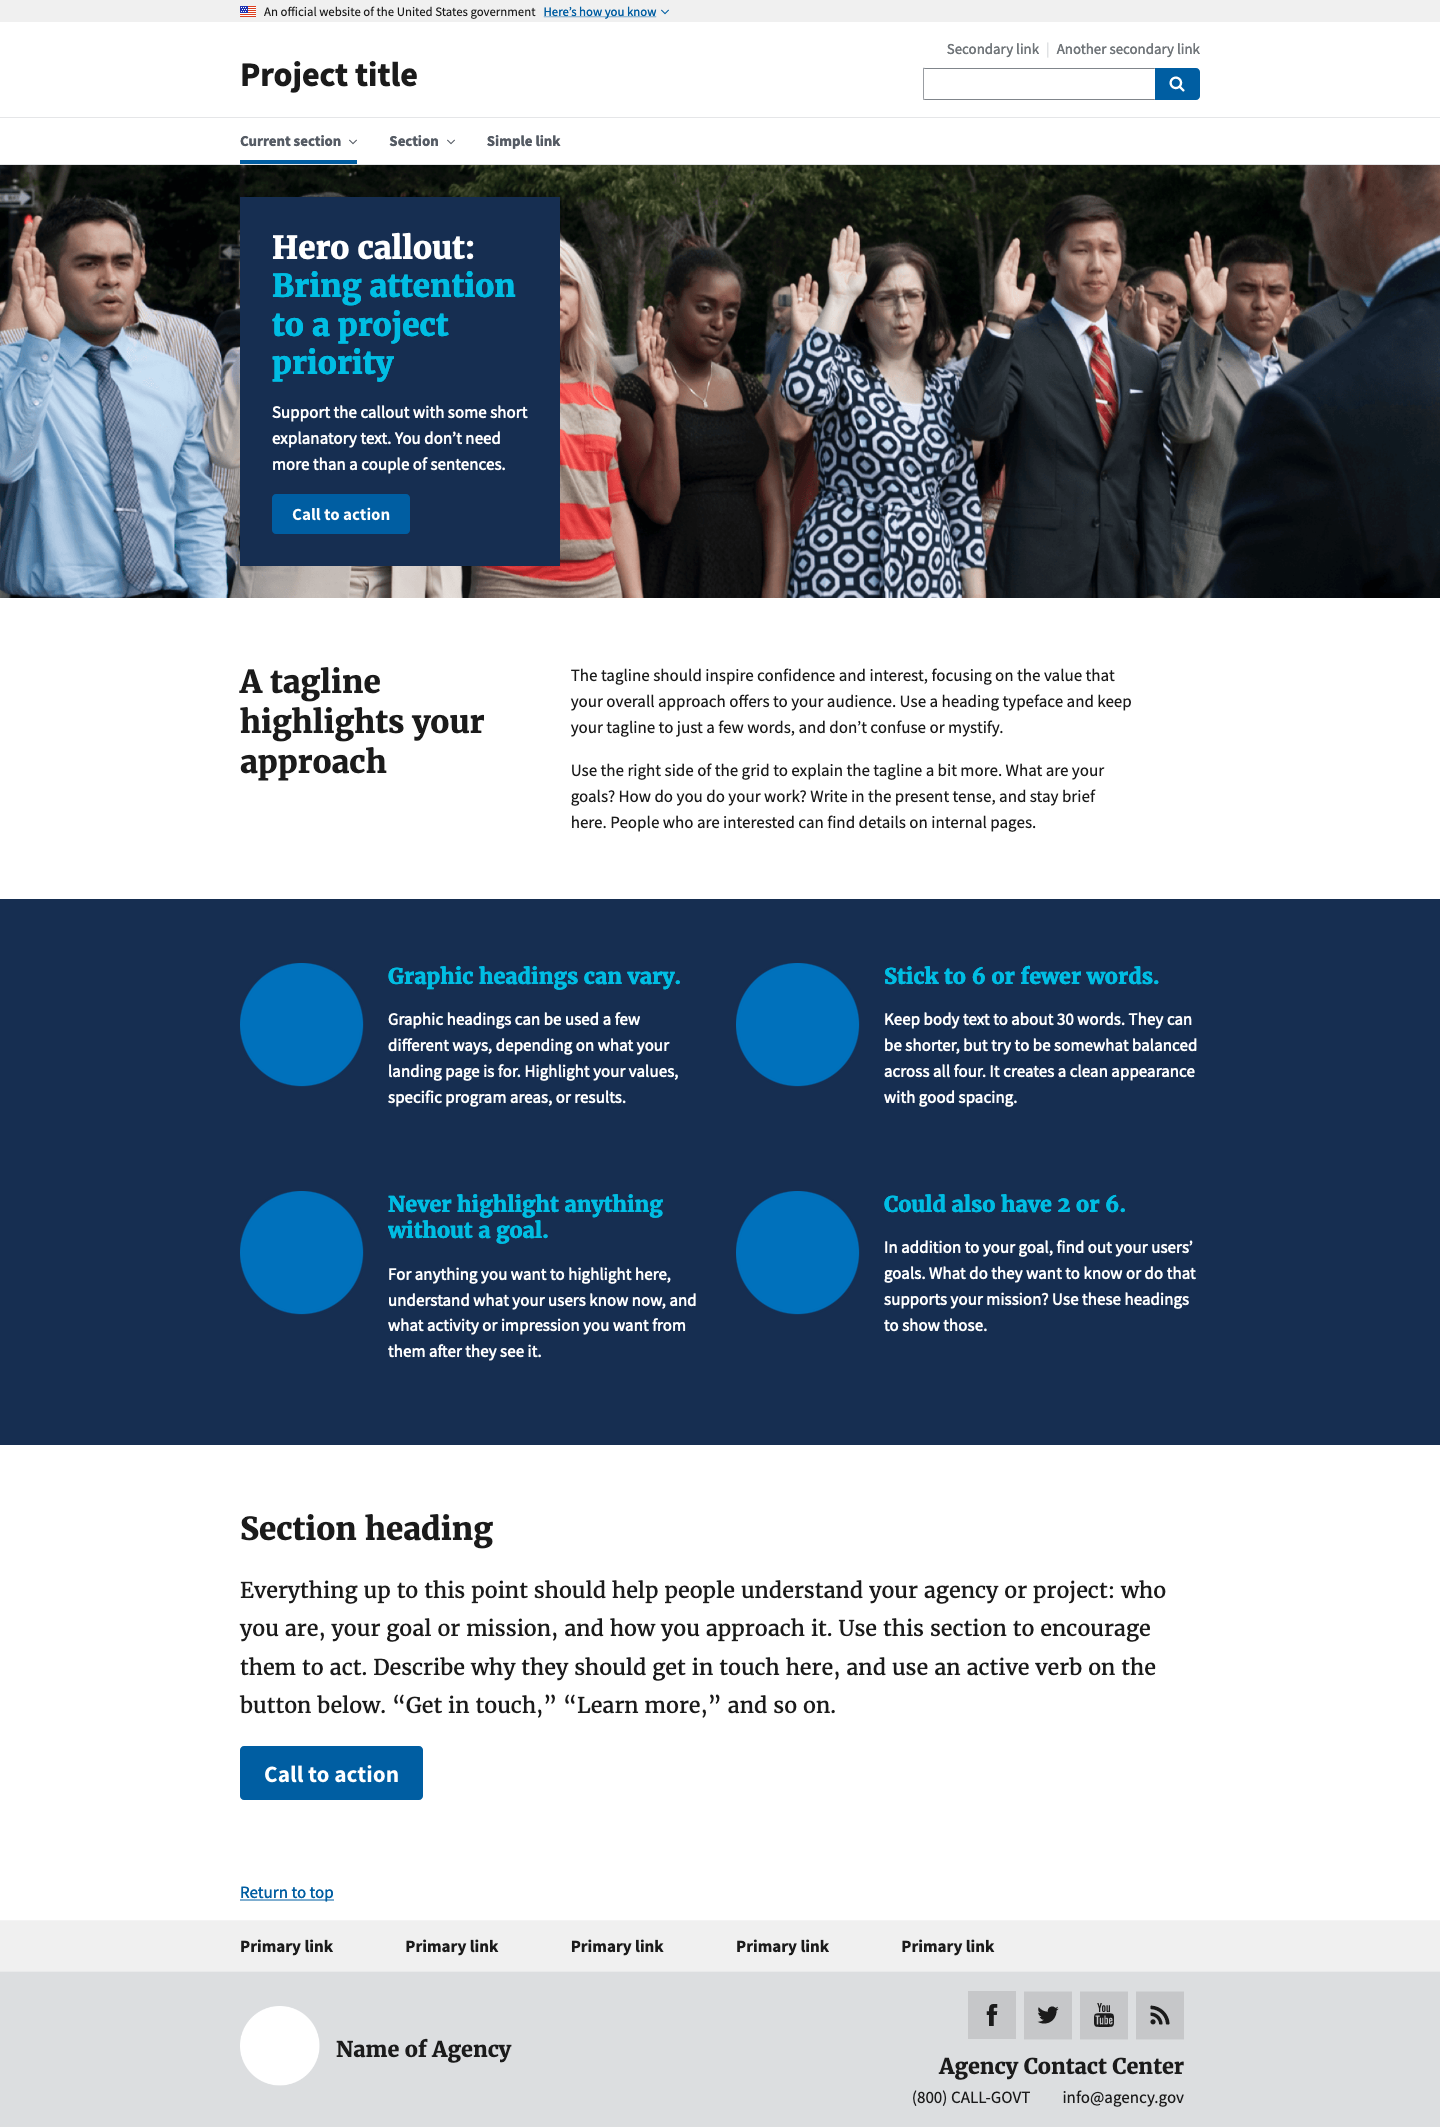 An official website of the United States government Here’s how you know
Secondary link Another secondary link
Project title
Current section Section Simple link
Hero callout:
Bring attention
to a project
priority
Support the callout with some short
explanatory text. You don’t need
more than a couple of sentences.
Call to action
A tagline
highlights your
approach
The tagline should inspire confidence and interest, focusing on the value that
your overall approach offers to your audience. Use a heading typeface and keep
your tagline to just a few words, and don’t confuse or mystify.
Use the right side of the grid to explain the tagline a bit more. What are your
goals? How do you do your work? Write in the present tense, and stay brief
here. People who are interested can find details on internal pages.
Graphic headings can vary.
Graphic headings can be used a few
different ways, depending on what your
landing page is for. Highlight your values,
specific program areas, or results.
Stick to 6 or fewer words.
Keep body text to about 30 words. They can
be shorter, but try to be somewhat balanced
across all four. It creates a clean appearance
with good spacing.
Never highlight anything
without a goal.
For anything you want to highlight here,
understand what your users know now, and
what activity or impression you want from
them after they see it.
Could also have 2 or 6.
In addition to your goal, find out your users’
goals. What do they want to know or do that
supports your mission? Use these headings
to show those.
Section heading
Everything up to this point should help people understand your agency or project: who
you are, your goal or mission, and how you approach it. Use this section to encourage
them to act. Describe why they should get in touch here, and use an active verb on the
button below. “Get in touch,” “Learn more,” and so on.
Call to action
Return to top
Primary link Primary link Primary link Primary link Primary link
You
Tube
Name of Agency
Agency Contact Center
(800) CALL-GOVT info@agency.gov